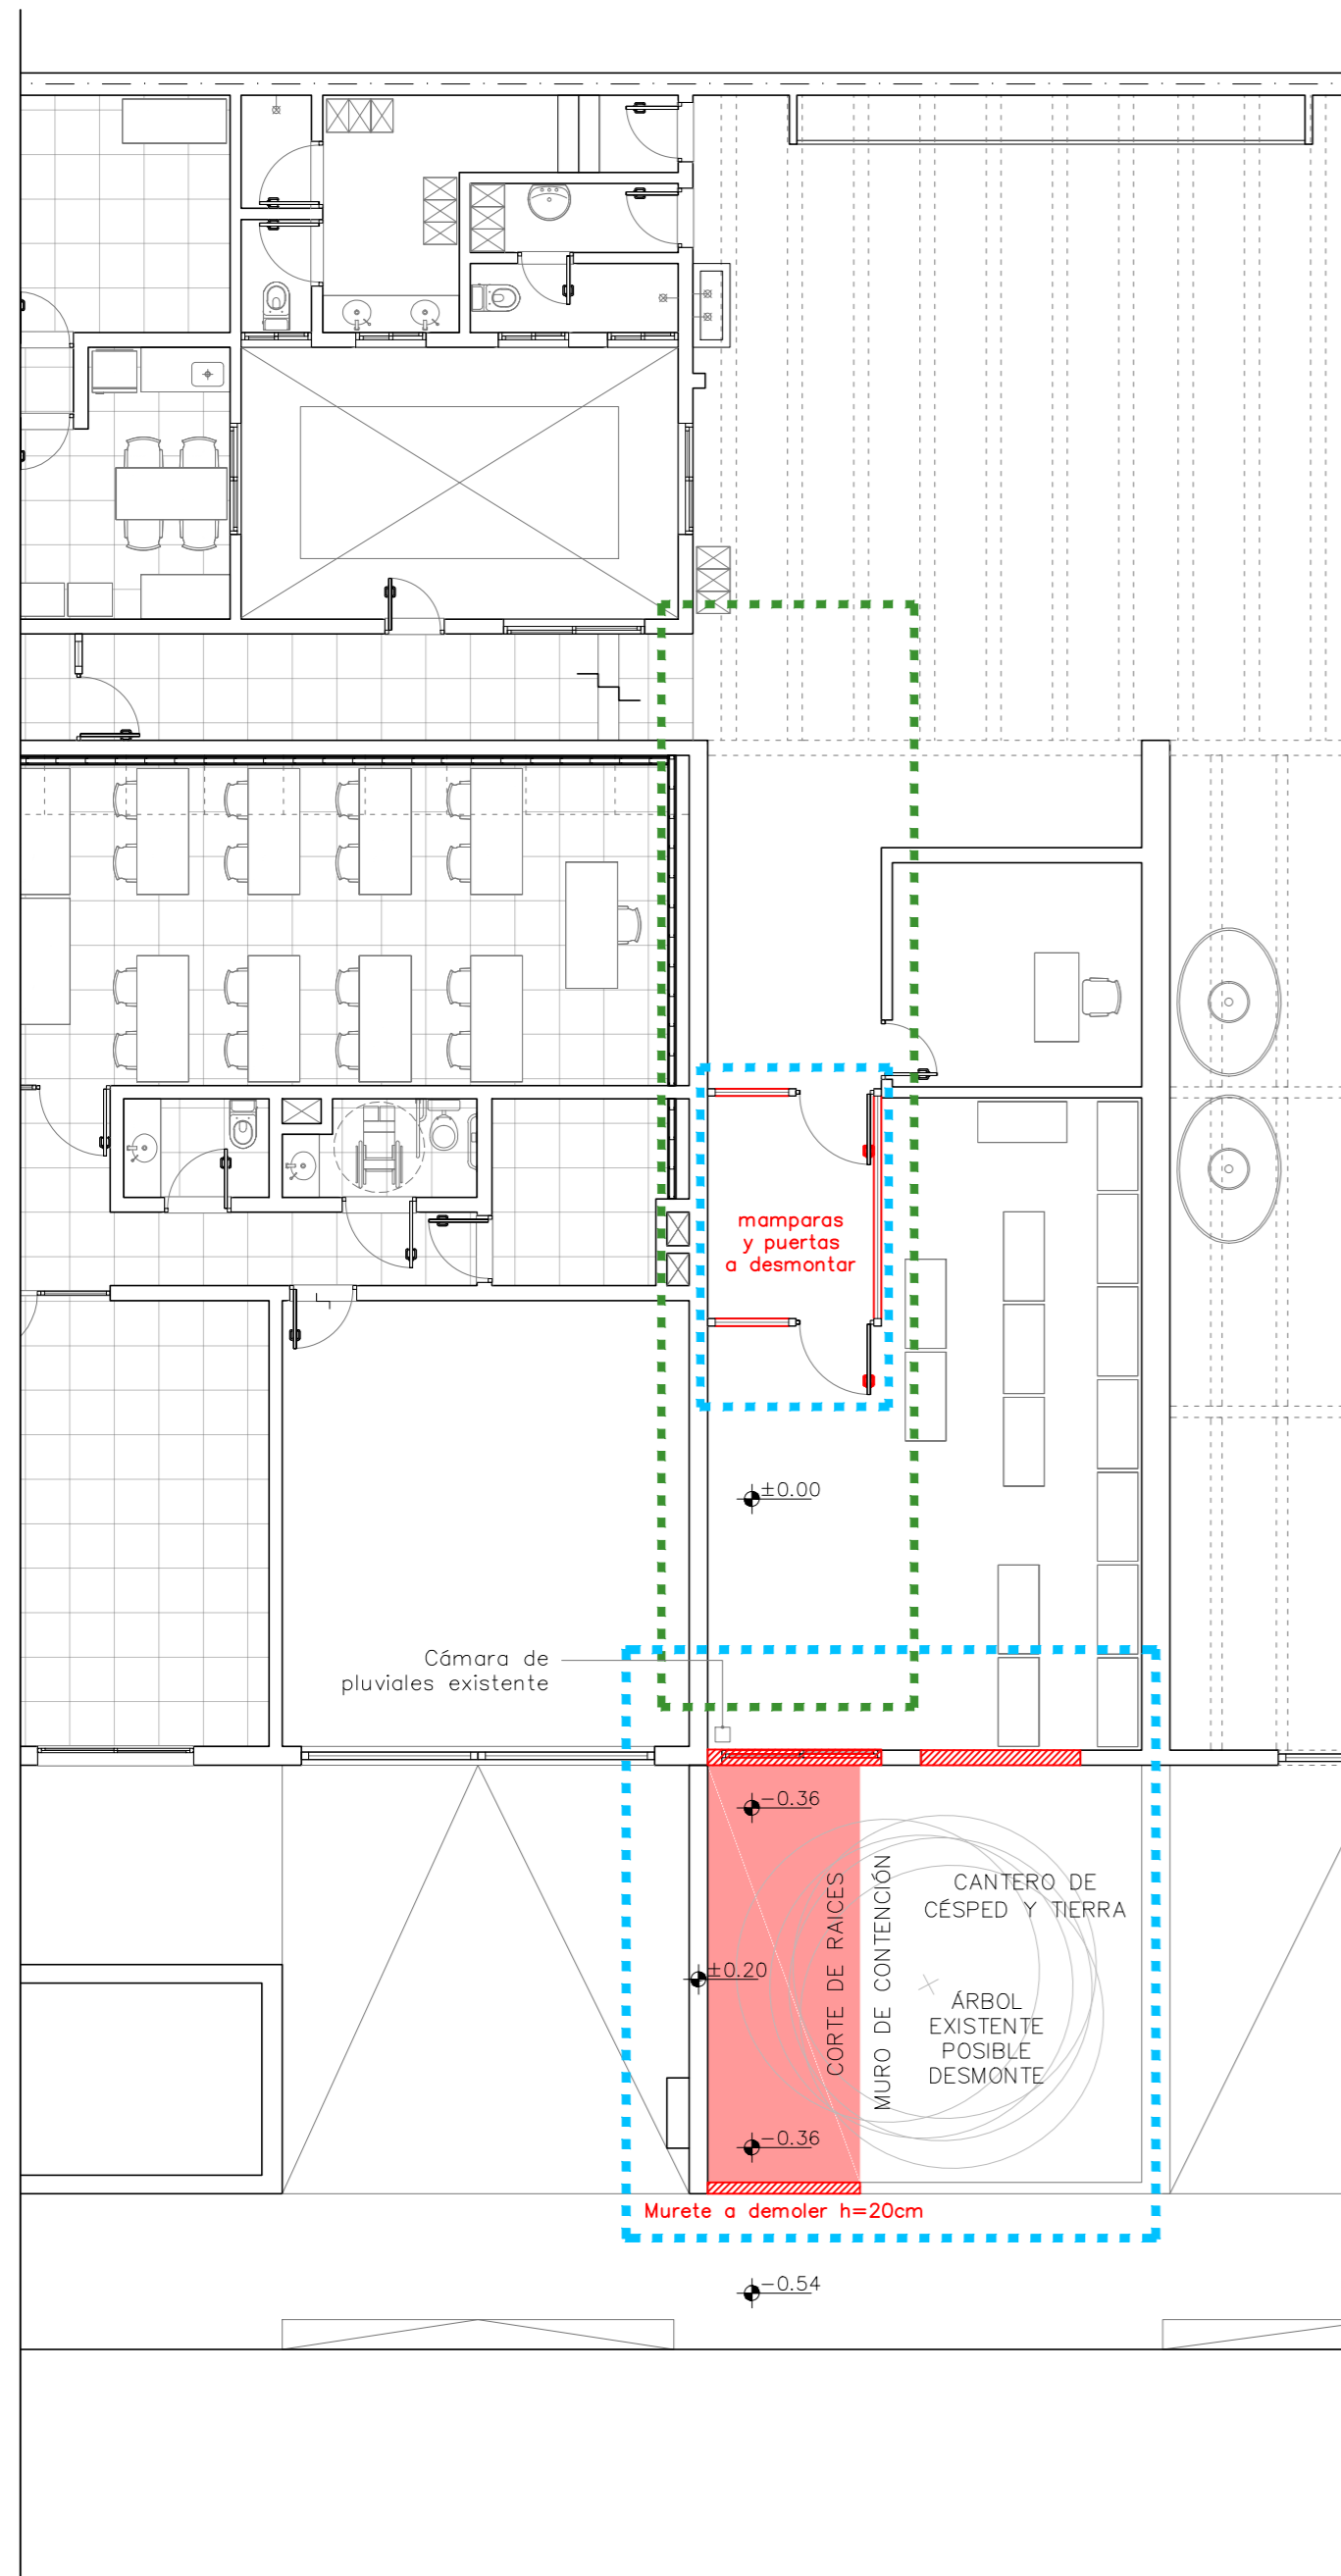 mamparas
y puertas
a desmontar
±0.00
Cámara de
pluviales existente
-0.36
CORTE DE RAICES
MURO DE CONTENCIÓN
CANTERO DE
CÉSPED Y TIERRA
±0.20
ÁRBOL
EXISTENTE
POSIBLE
DESMONTE
-0.36
Murete a demoler h=20cm
-0.54